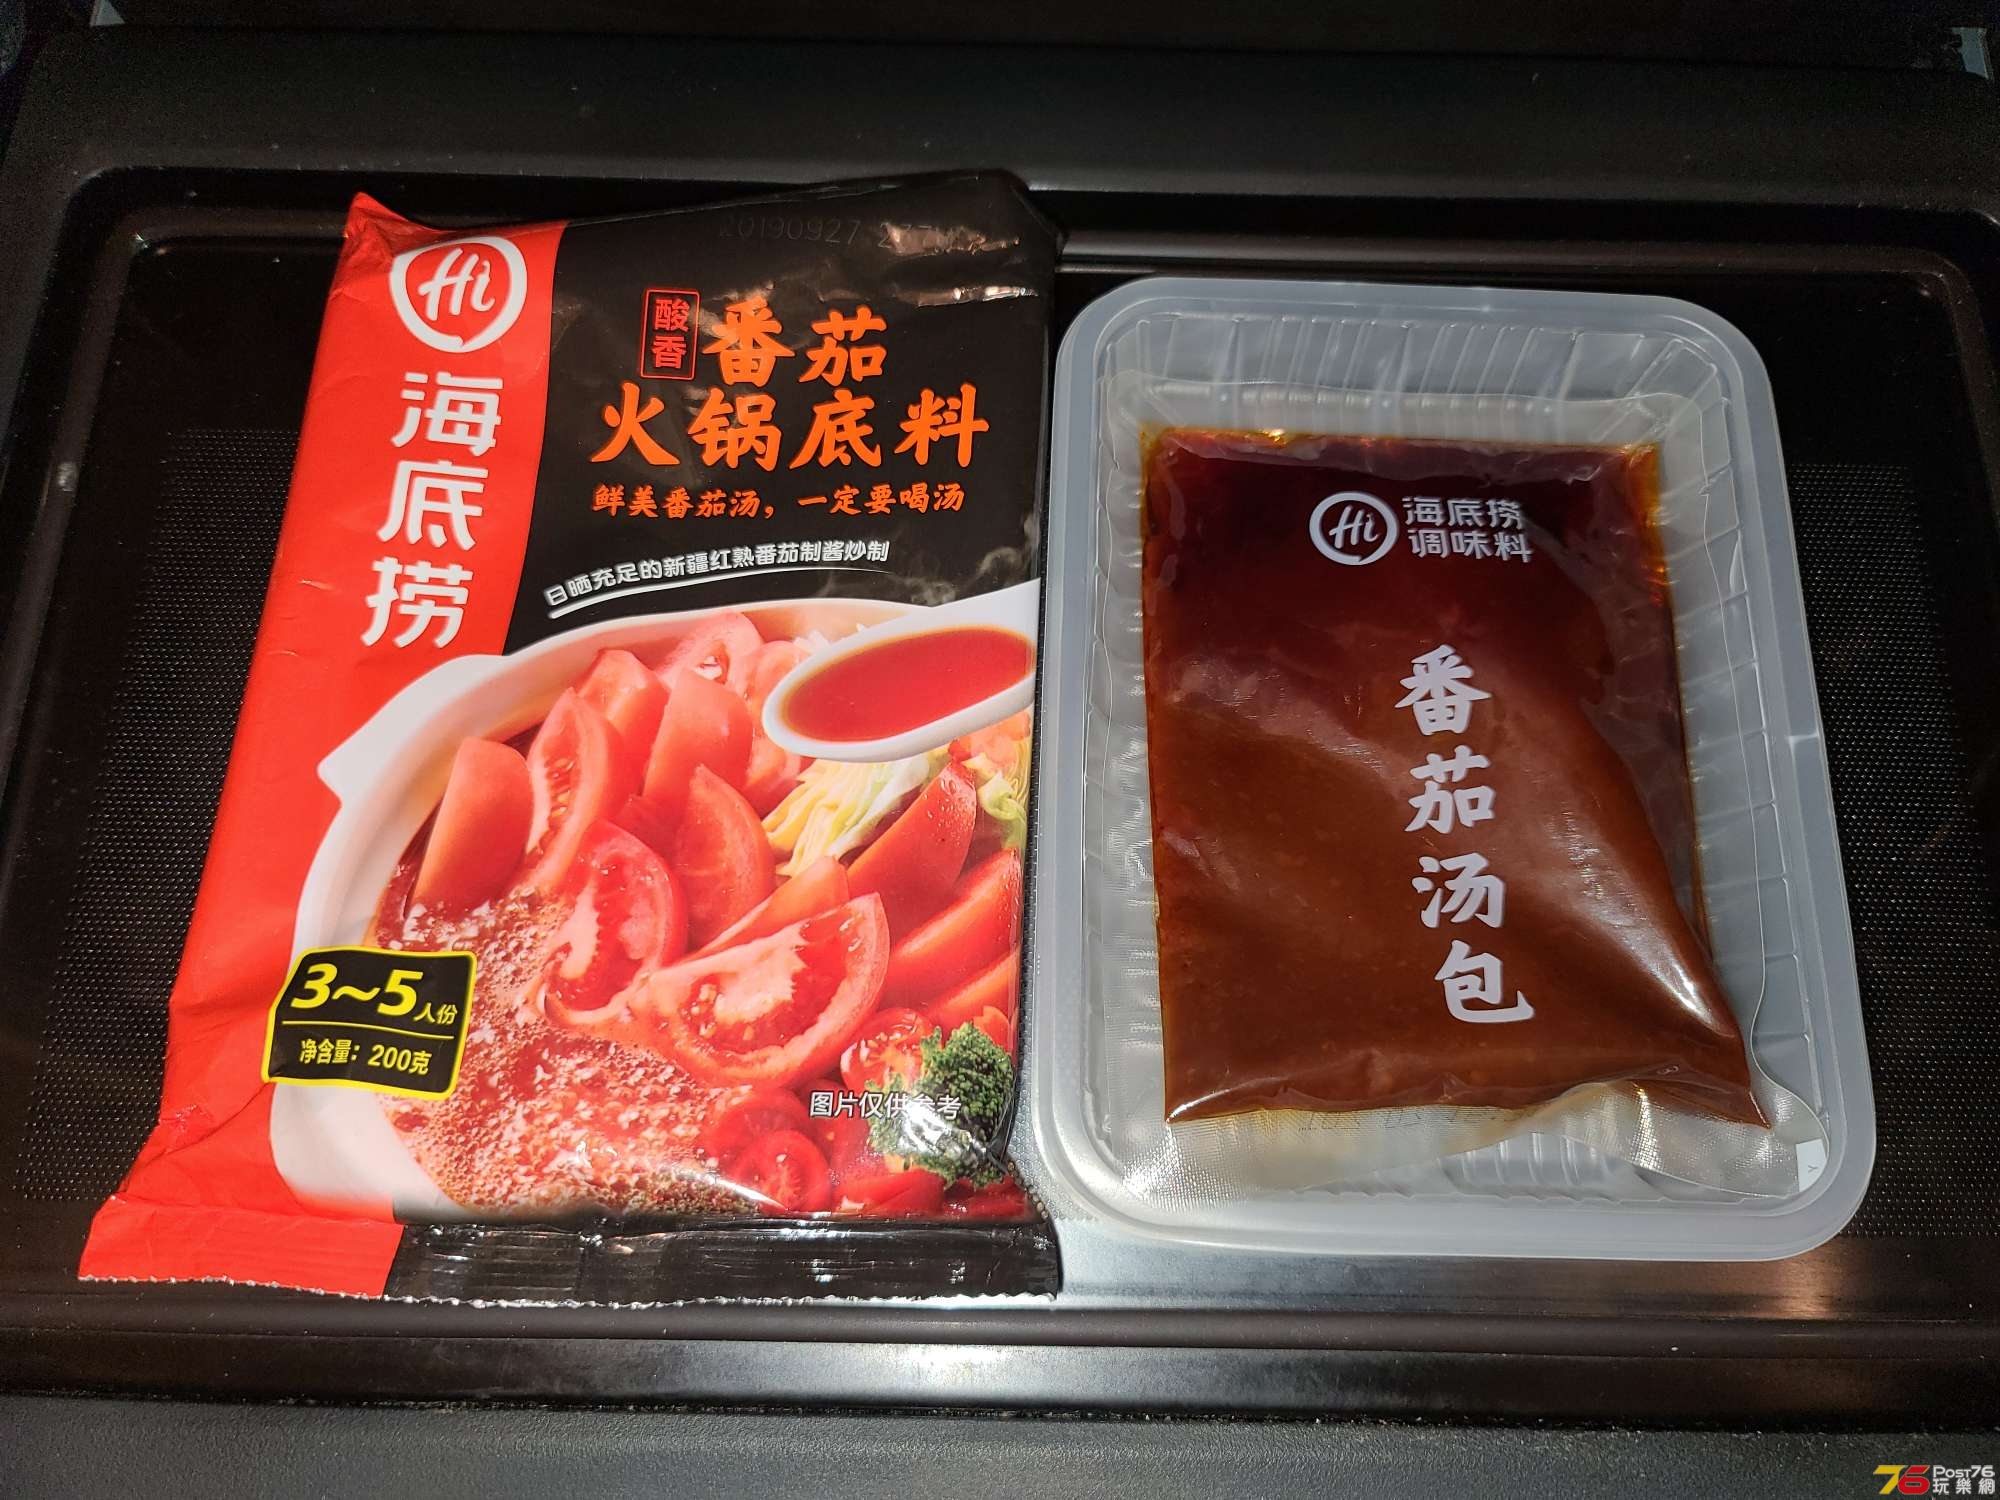 Hi
海底捞
20190927
酸香
番茄
火锅底料
鲜美番茄汤，一定要喝汤
日晒充足的新疆红熟番茄制酱炒制
3~5人份
净含量：200克
图片仅供参考
Hi
海底捞
调味料
番茄汤包
Y
76 Post76
玩樂網